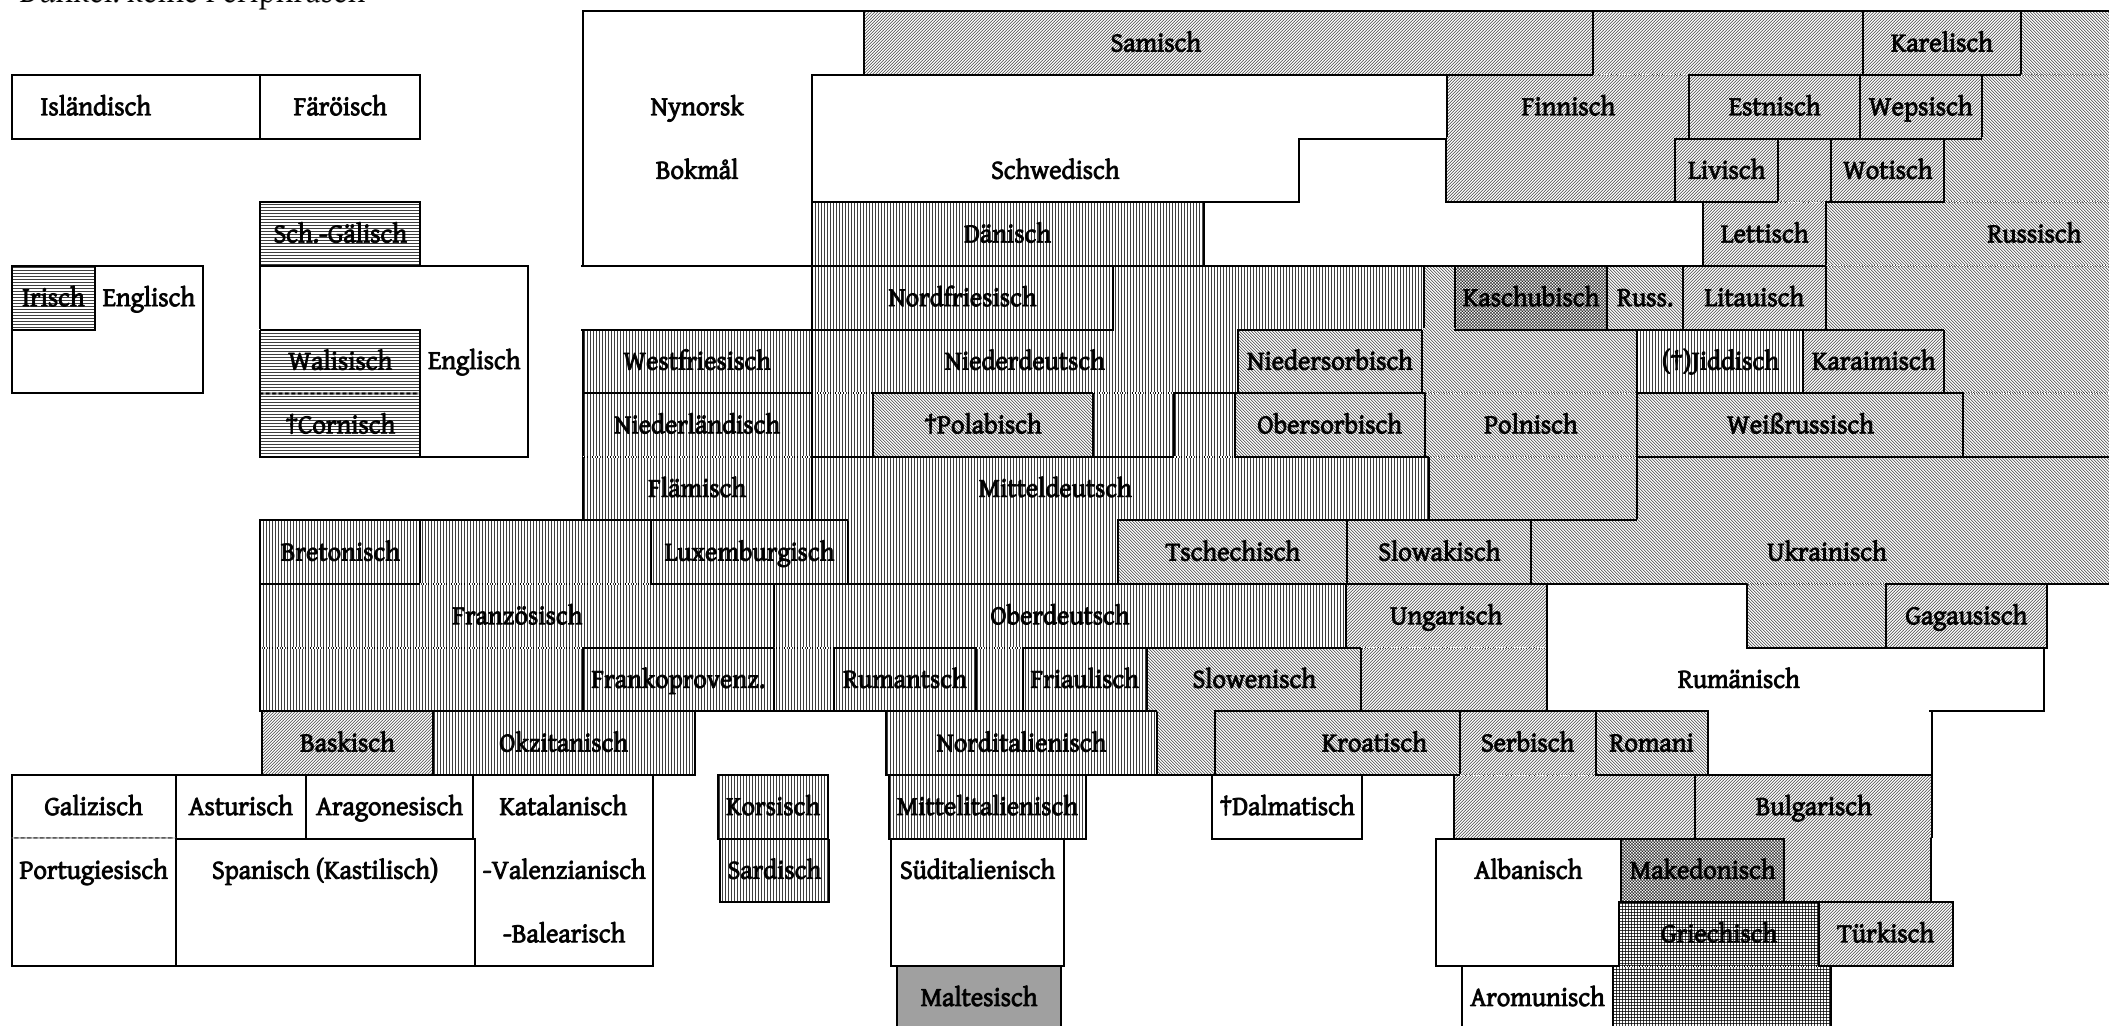 Dunkel: keine Periphrasen
Samisch Karelisch
Isländisch Färöisch Nynorsk Finnisch Estnisch Wepsisch
Bokmål Schwedisch Livisch Wotisch
Sch.-Gälisch Dänisch Lettisch Russisch
Irisch Englisch Nordfriesisch Kaschubisch Russ. Litauisch
Walisisch Englisch Westfriesisch Niederdeutsch Niedersorbisch (†)Jiddisch Karaimisch
†Cornisch Niederländisch †Polabisch Obersorbisch Polnisch Weißrussisch
Flämisch Mitteldeutsch
Bretonisch Luxemburgisch Tschechisch Slowakisch Ukrainisch
Französisch Oberdeutsch Ungarisch Gagausisch
Frankoprovenz. Rumantsch Friaulisch Slowenisch Rumänisch
Baskisch Okzitanisch Norditalienisch Kroatisch Serbisch Romani
Galizisch Asturisch Aragonesisch Katalanisch Korsisch Mittelitalienisch †Dalmatisch Bulgarisch
Portugiesisch Spanisch (Kastilisch) -Valenzianisch Sardisch Süditalienisch Albanisch Makedonisch
-Balearisch Griechisch Türkisch
Maltesisch Aromunisch